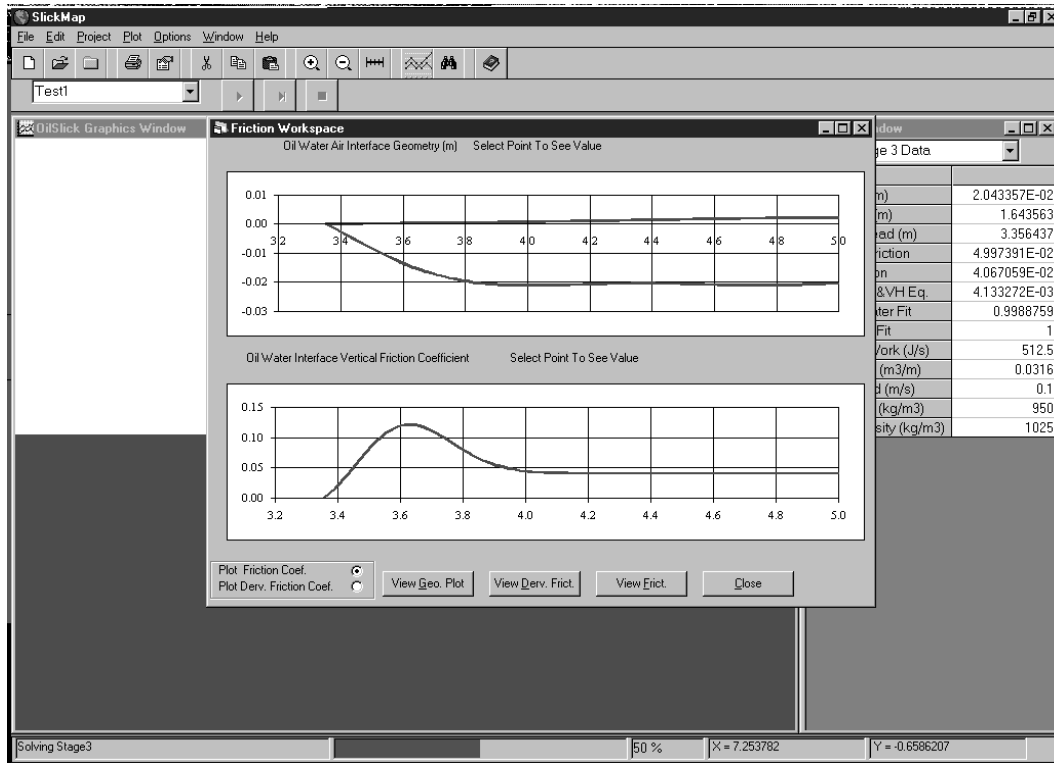 SlickMap
File Edit Project Plot Options Window Help
Test1
OilSlick Graphics Window
Friction Workspace
Oil Water Air Interface Geometry (m) Select Point To See Value
0.01
0.00
-0.01
-0.02
-0.03
3.2 3.4 3.6 3.8 4.0 4.2 4.4 4.6 4.8 5.0
Oil Water Interface Vertical Friction Coefficient Select Point To See Value
0.15
0.10
0.05
0.00
3.2 3.4 3.6 3.8 4.0 4.2 4.4 4.6 4.8 5.0
Plot Friction Coef.
Plot Derv. Friction Coef.
View Geo. Plot View Derv. Frict. View Frict. Close
ndow
ge 3 Data
m) 2.043357E-02
m) 1.643563
ead (m) 3.356437
riction 4.997391E-02
on 4.067059E-02
&VH Eq. 4.133272E-03
ater Fit 0.9988759
Fit 1
Work (J/s) 512.5
(m3/m) 0.0316
d (m/s) 0.1
(kg/m3) 950
sity (kg/m3) 1025
Solving Stage3 50 % X = 7.253782 Y = -0.6586207